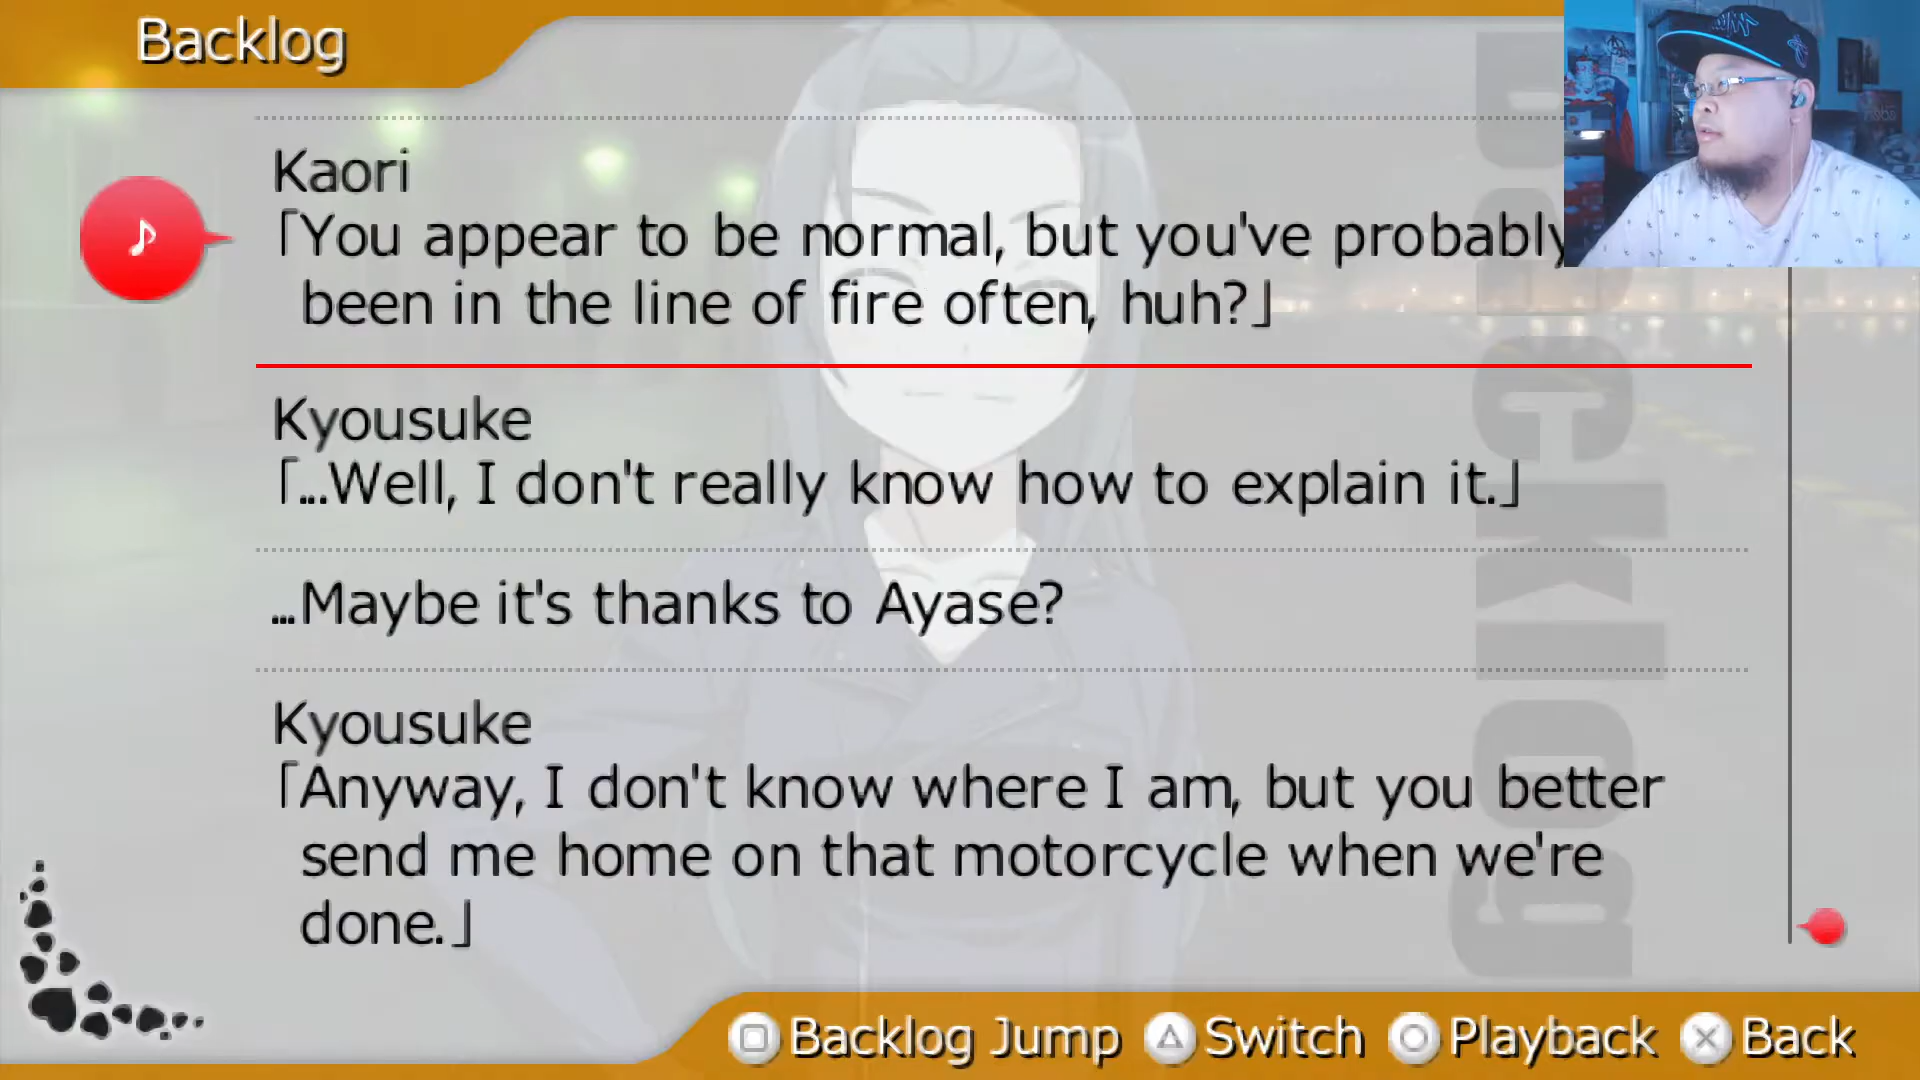 Backlog
Kaori
「You appear to be normal, but you've probably
been in the line of fire often, huh?」
Kyousuke
「...Well, I don't really know how to explain it.」
...Maybe it's thanks to Ayase?
Kyousuke
「Anyway, I don't know where I am, but you better
send me home on that motorcycle when we're
done.」
Backlog
Backlog Jump Switch Playback Back